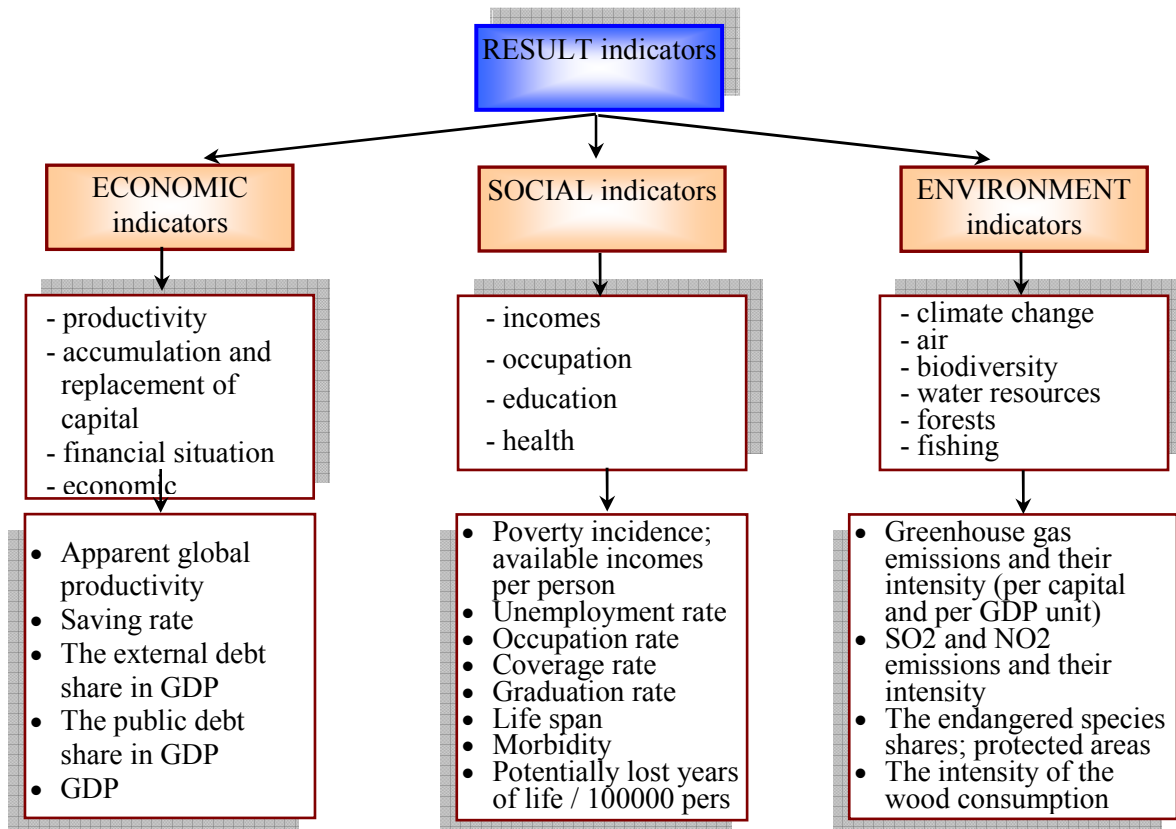 RESULT indicators
ECONOMIC
indicators
SOCIAL indicators
ENVIRONMENT
indicators
- productivity
- accumulation and
replacement of
capital
- financial situation
- economic
- incomes
- occupation
- education
- health
- climate change
- air
- biodiversity
- water resources
- forests
- fishing
• Apparent global
productivity
• Saving rate
• The external debt
share in GDP
• The public debt
share in GDP
• GDP
• Poverty incidence;
available incomes
per person
• Unemployment rate
• Occupation rate
• Coverage rate
• Graduation rate
• Life span
• Morbidity
• Potentially lost years
of life / 100000 pers
• Greenhouse gas
emissions and their
intensity (per capital
and per GDP unit)
• SO2 and NO2
emissions and their
intensity
• The endangered species
shares; protected areas
• The intensity of the
wood consumption